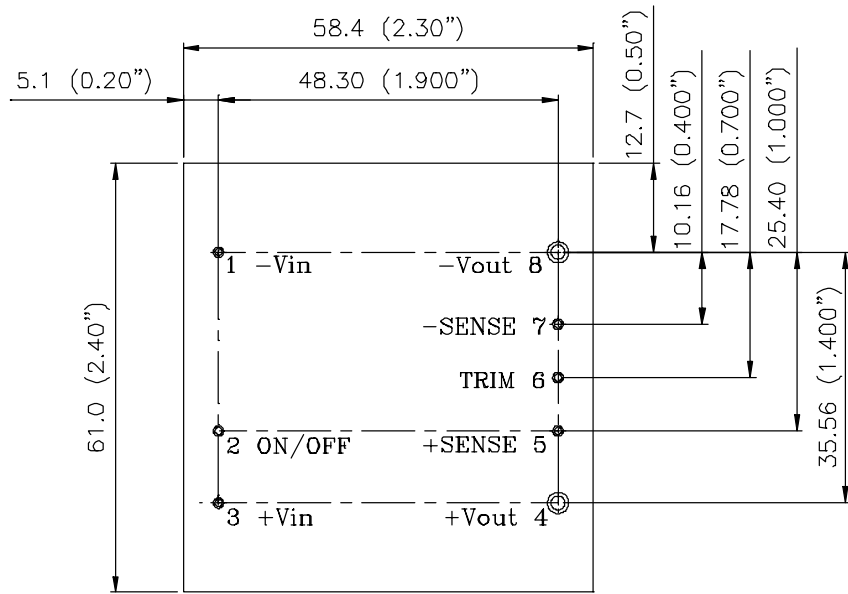 58.4 (2.30”)
5.1 (0.20”)
48.30 (1.900”)
12.7 (0.50”)
10.16 (0.400”)
17.78 (0.700”)
25.40 (1.000”)
1 -Vin
-Vout 8
-SENSE 7
TRIM 6
61.0 (2.40”)
35.56 (1.400”)
2 ON/OFF
+SENSE 5
3 +Vin
+Vout 4